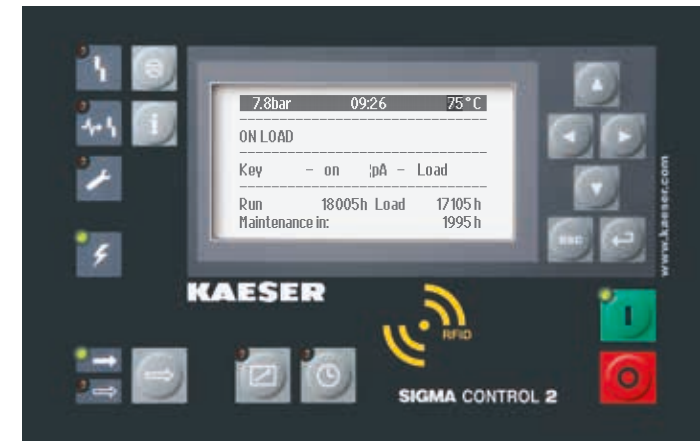 7.8bar 09:26 75°C
ON LOAD
Key - on ¦pA - Load
Run 18005h Load 17105h
Maintenance in: 1995h
ESC
www.kaeser.com
KAESER
RFID
I
O
SIGMA CONTROL 2